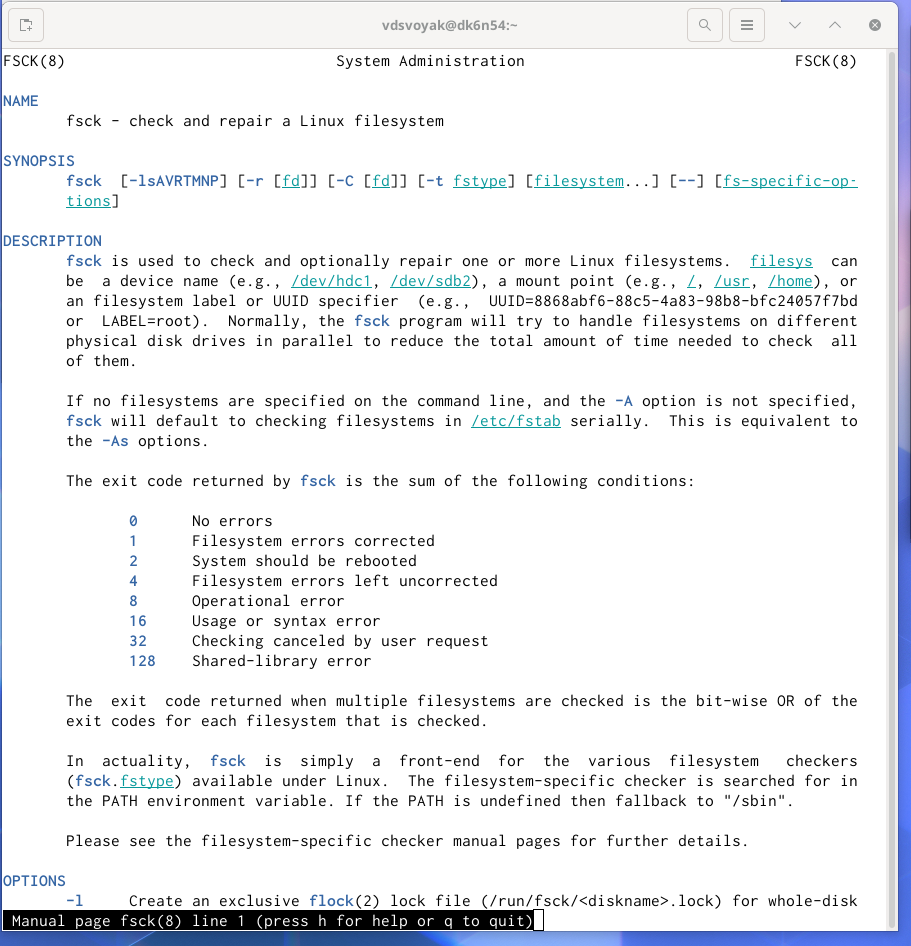 vdsvoyak@dk6n54:~
FSCK(8) System Administration FSCK(8)
NAME
fsck - check and repair a Linux filesystem
SYNOPSIS
fsck [-lsAVRTMNP] [-r [fd]] [-C [fd]] [-t fstype] [filesystem...] [--] [fs-specific-op-
tions]
DESCRIPTION
fsck is used to check and optionally repair one or more Linux filesystems. filesys can
be a device name (e.g., /dev/hdc1, /dev/sdb2), a mount point (e.g., /, /usr, /home), or
an filesystem label or UUID specifier (e.g., UUID=8868abf6-88c5-4a83-98b8-bfc24057f7bd
or LABEL=root). Normally, the fsck program will try to handle filesystems on different
physical disk drives in parallel to reduce the total amount of time needed to check all
of them.
If no filesystems are specified on the command line, and the -A option is not specified,
fsck will default to checking filesystems in /etc/fstab serially. This is equivalent to
the -As options.
The exit code returned by fsck is the sum of the following conditions:
0 No errors
1 Filesystem errors corrected
2 System should be rebooted
4 Filesystem errors left uncorrected
8 Operational error
16 Usage or syntax error
32 Checking canceled by user request
128 Shared-library error
The exit code returned when multiple filesystems are checked is the bit-wise OR of the
exit codes for each filesystem that is checked.
In actuality, fsck is simply a front-end for the various filesystem checkers
(fsck.fstype) available under Linux. The filesystem-specific checker is searched for in
the PATH environment variable. If the PATH is undefined then fallback to "/sbin".
Please see the filesystem-specific checker manual pages for further details.
OPTIONS
-l Create an exclusive flock(2) lock file (/run/fsck/<diskname>.lock) for whole-disk
Manual page fsck(8) line 1 (press h for help or q to quit)